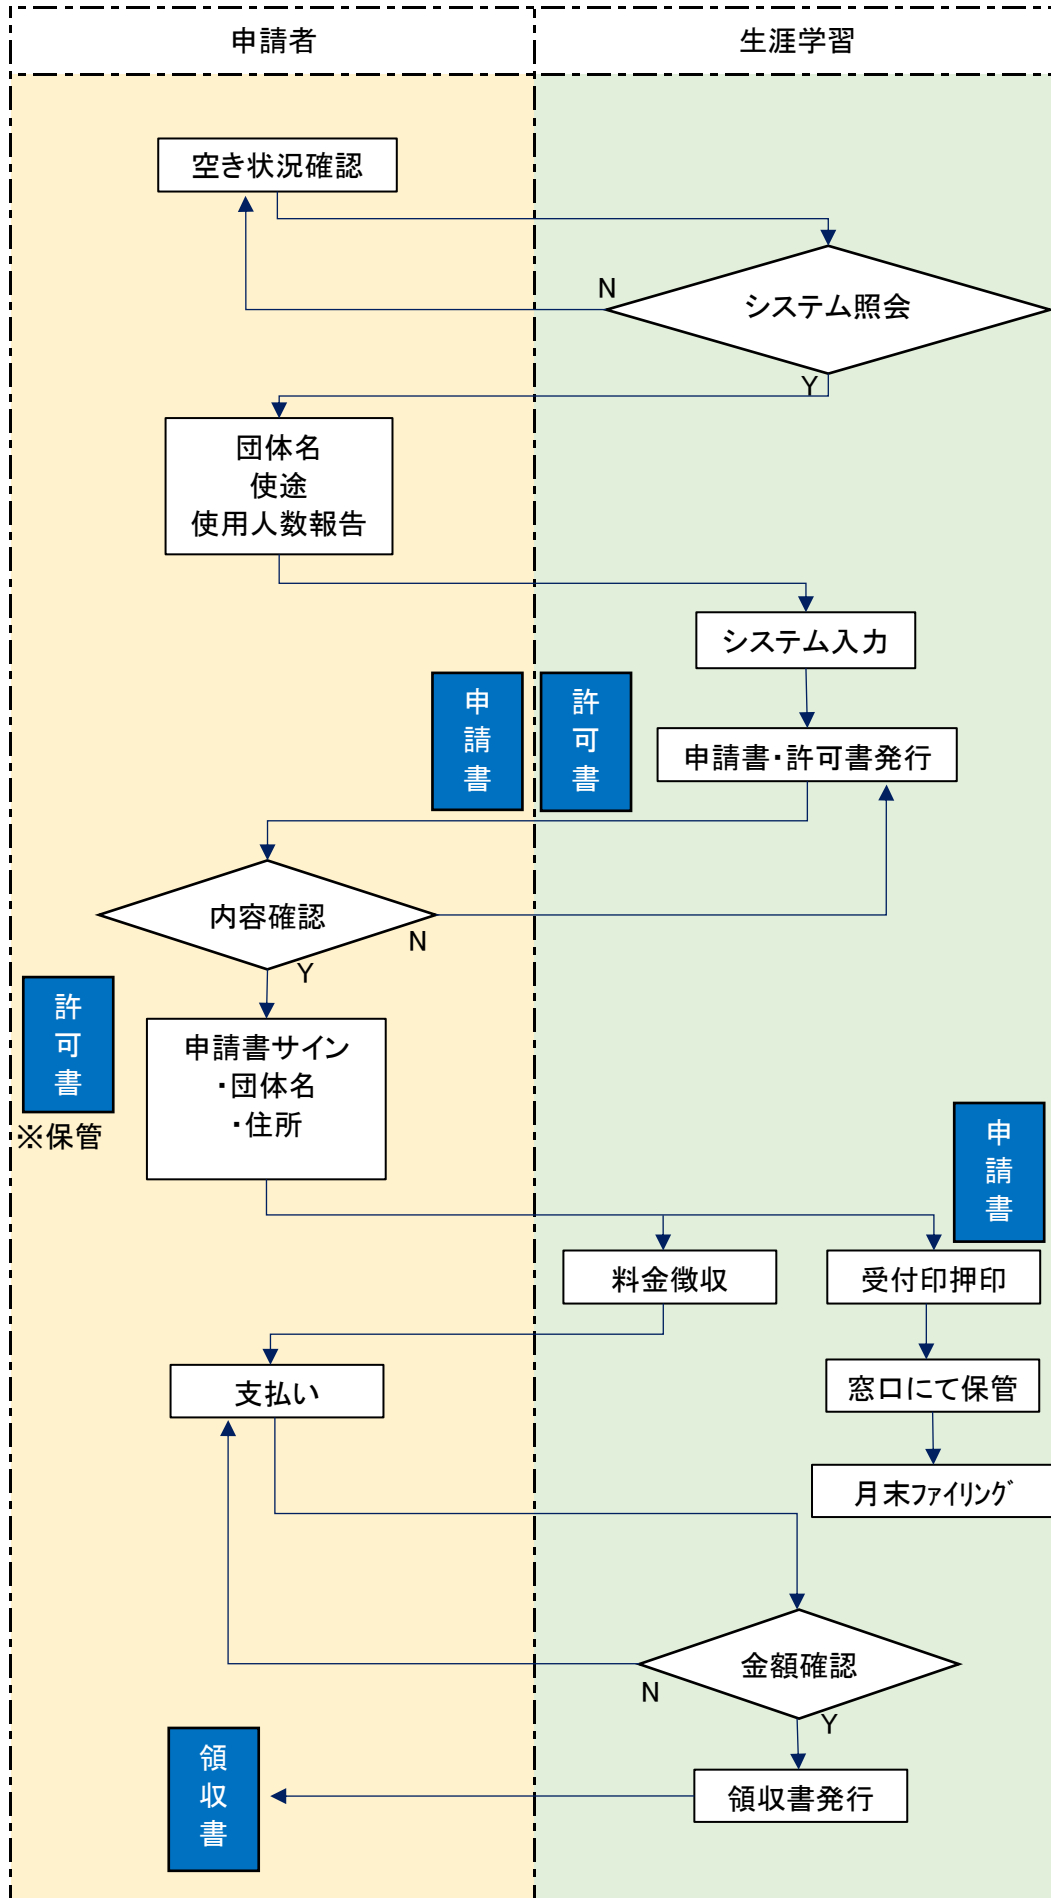 申請者
生涯学習
空き状況確認
N
システム照会
Y
団体名
使途
使用人数報告
システム入力
申請書
許可書
申請書・許可書発行
内容確認
N
Y
許可書
※保管
申請書サイン
・団体名
・住所
申請書
料金徴収
受付印押印
支払い
窓口にて保管
月末ファイリング
金額確認
N
Y
領収書
領収書発行